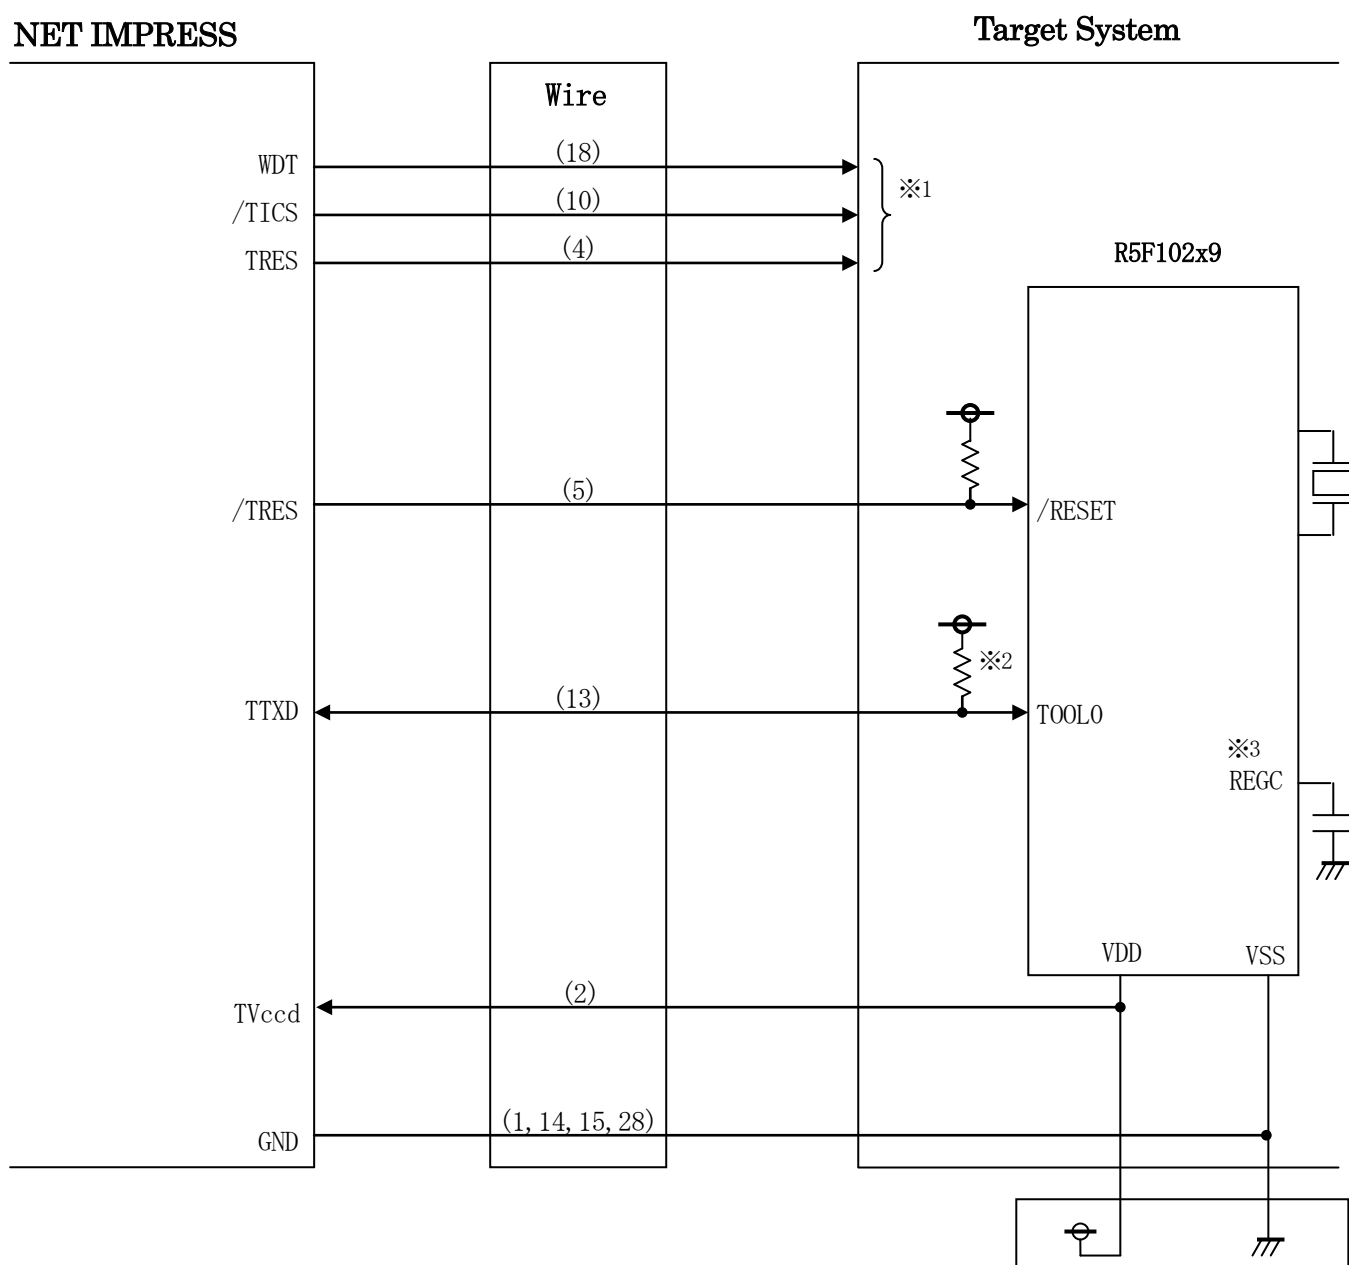 NET IMPRESS
Target System
Wire
WDT
(18)
※1
/TICS
(10)
TRES
(4)
R5F102x9
/TRES
(5)
/RESET
※2
TTXD
(13)
TOOL0
※3
REGC
VDD
VSS
TVccd
(2)
GND
(1,14,15,28)